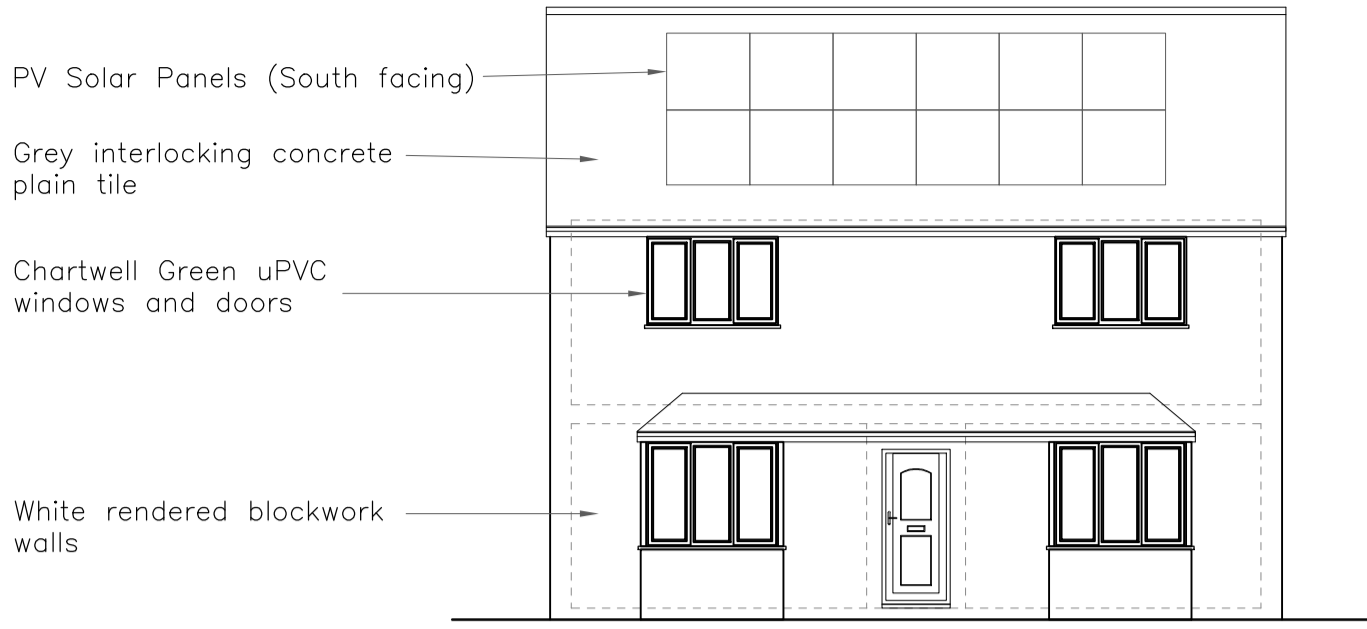 PV Solar Panels (South facing)
Grey interlocking concrete
plain tile
Chartwell Green uPVC
windows and doors
White rendered blockwork
walls